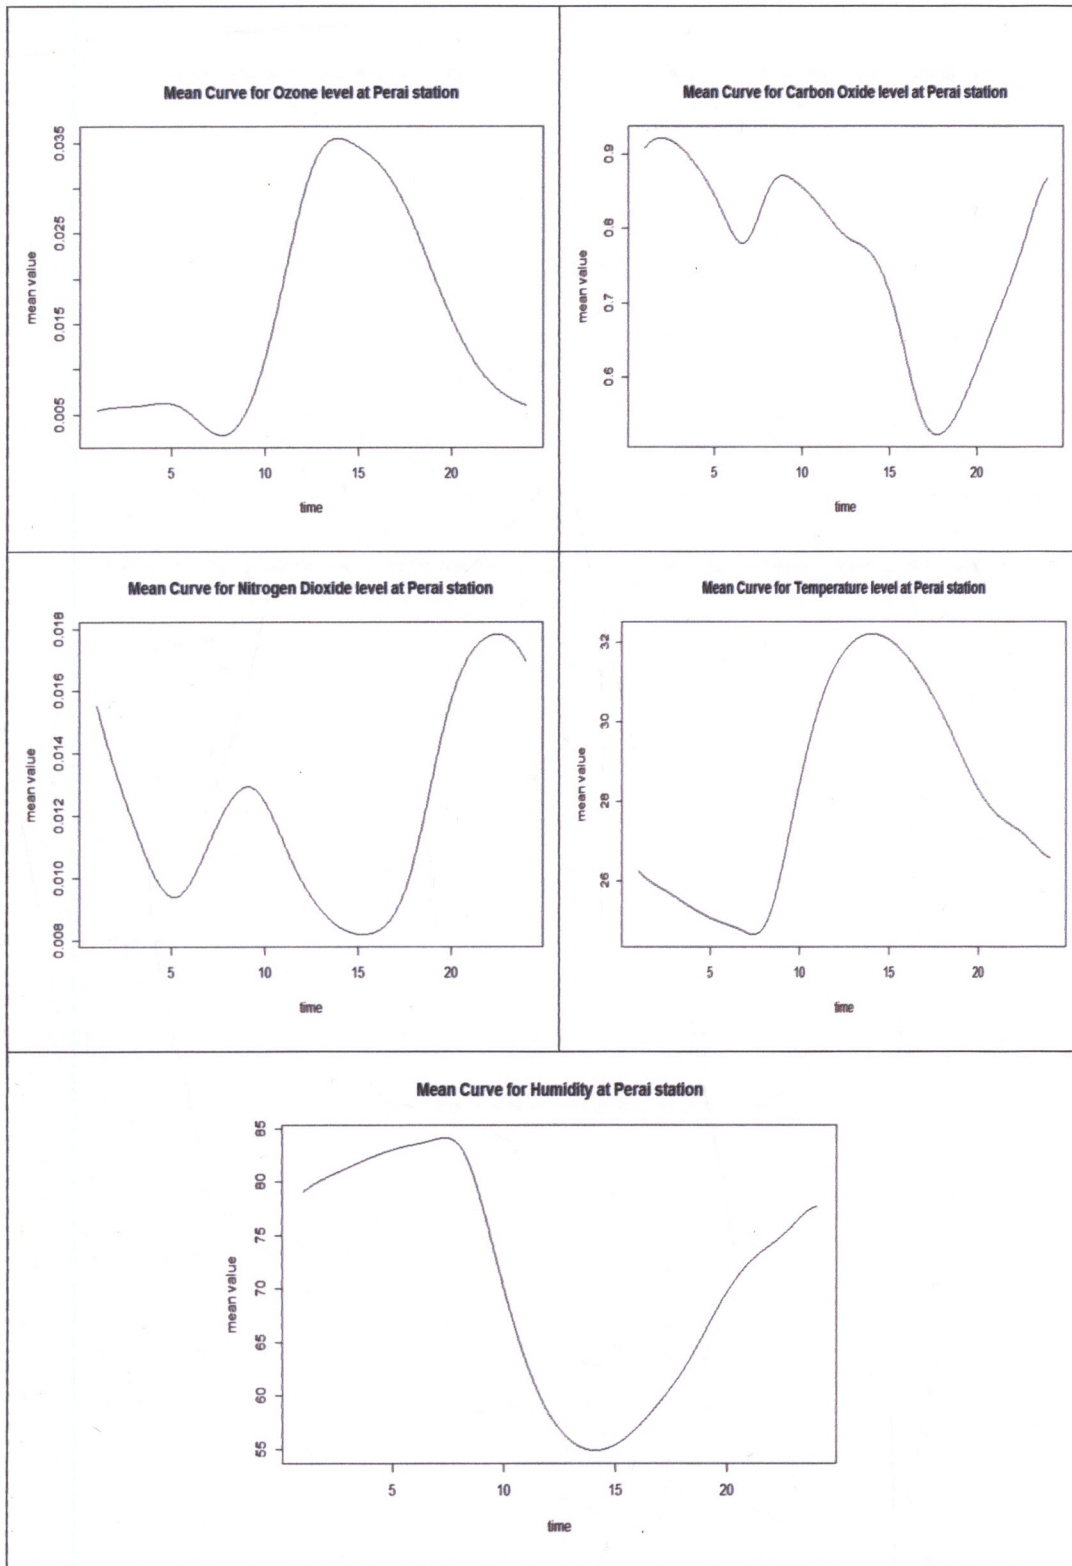 Mean Curve for Ozone level at Perai station
mean value
0.035
0.025
0.015
0.005
5 10 15 20
time
Mean Curve for Carbon Oxide level at Perai station
mean value
0.9
0.8
0.7
0.6
5 10 15 20
time
Mean Curve for Nitrogen Dioxide level at Perai station
mean value
0.018
0.016
0.014
0.012
0.010
0.008
5 10 15 20
time
Mean Curve for Temperature level at Perai station
mean value
32
30
28
26
5 10 15 20
time
Mean Curve for Humidity at Perai station
mean value
85
80
75
70
65
60
55
5 10 15 20
time